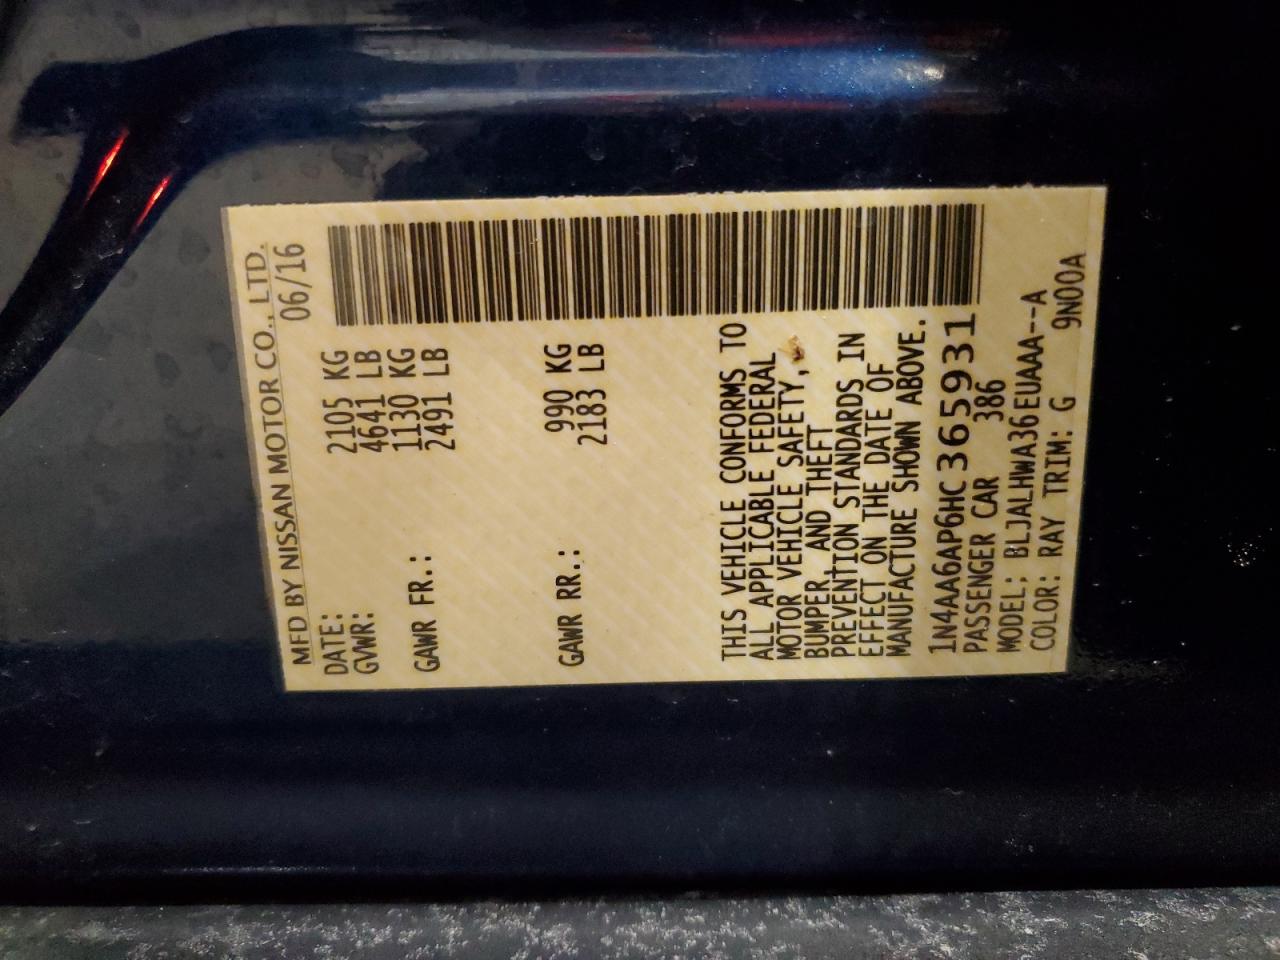 MFD BY NISSAN MOTOR CO., LTD.
DATE: 06/16
GVWR: 2105 KG
4641 LB
GAWR FR.: 1130 KG
2491 LB
GAWR RR.: 990 KG
2183 LB
THIS VEHICLE CONFORMS TO
ALL APPLICABLE FEDERAL
MOTOR VEHICLE SAFETY,
BUMPER, AND THEFT
PREVENTION STANDARDS IN
EFFECT ON THE DATE OF
MANUFACTURE SHOWN ABOVE.
1N4AA6AP6HC365931
PASSENGER CAR 386
MODEL: BLJALHWA36EUAAA--A
COLOR: RAY TRIM: G 9N00A